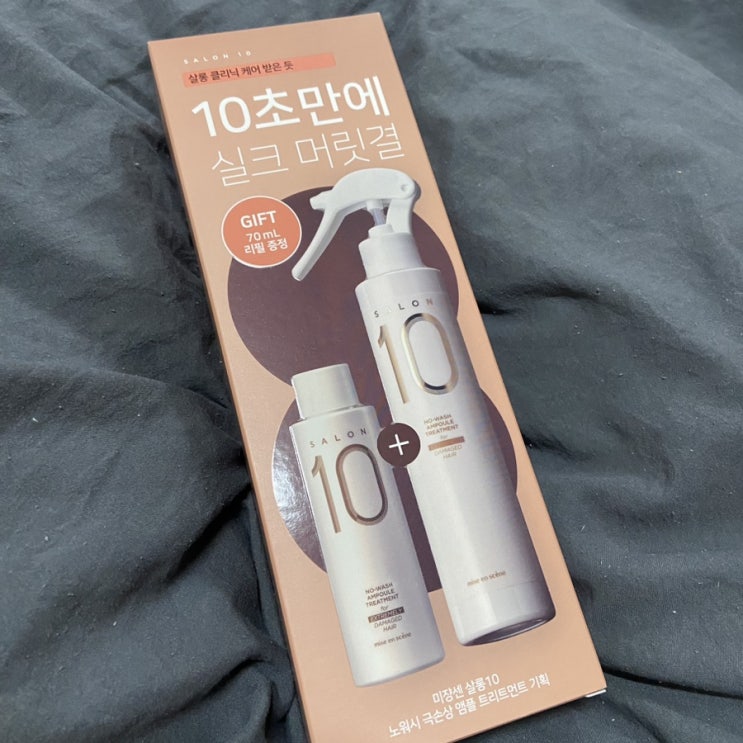 SALON 10
살롱 클리닉 케어 받은 듯
10초만에
실크 머릿결
GIFT
70 mL
리필 증정
SALON
10
NO-WASH
AMPOULE
TREATMENT
for
DAMAGED
HAIR
mise en scène
+
SALON
10
NO-WASH
AMPOULE
TREATMENT
for
EXTREMELY
DAMAGED
HAIR
mise en scène
미쟝센 살롱10
노워시 극손상 앰플 트리트먼트 기획